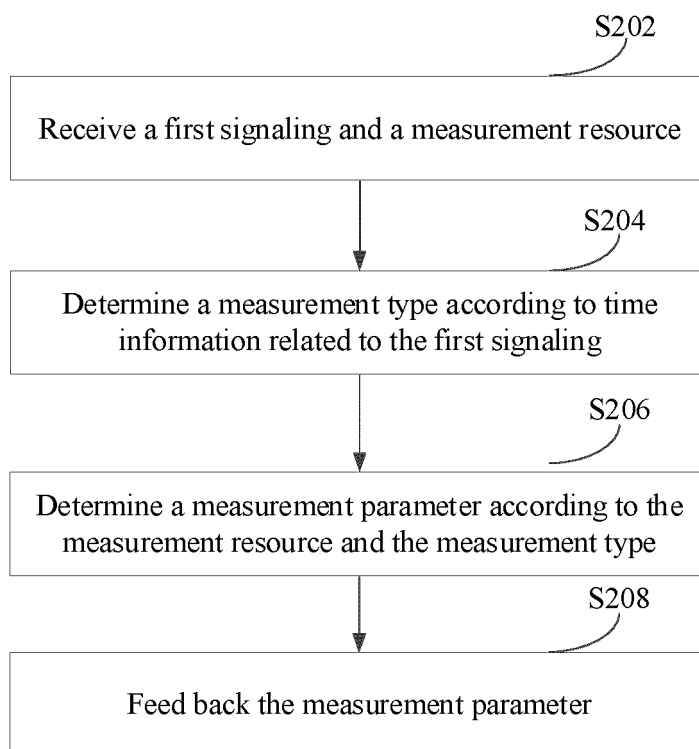 S202
Receive a first signaling and a measurement resource
S204
Determine a measurement type according to time
information related to the first signaling
S206
Determine a measurement parameter according to the
measurement resource and the measurement type
S208
Feed back the measurement parameter